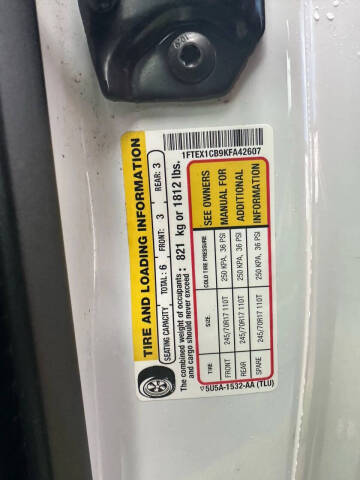 1FTEX1CB9KFA42607
TIRE AND LOADING INFORMATION
SEATING CAPACITY TOTAL: 6 FRONT: 3 REAR: 3
The combined weight of occupants and cargo should never exceed : 821 kg or 1812 lbs.
TIRE SIZE COLD TIRE PRESSURE
FRONT 245/70R17 110T 250 KPA, 36 PSI
REAR 245/70R17 110T 250 KPA, 36 PSI
SPARE 245/70R17 110T 250 KPA, 36 PSI
SEE OWNERS
MANUAL FOR
ADDITIONAL
INFORMATION
5U5A-1532-AA (TLU)